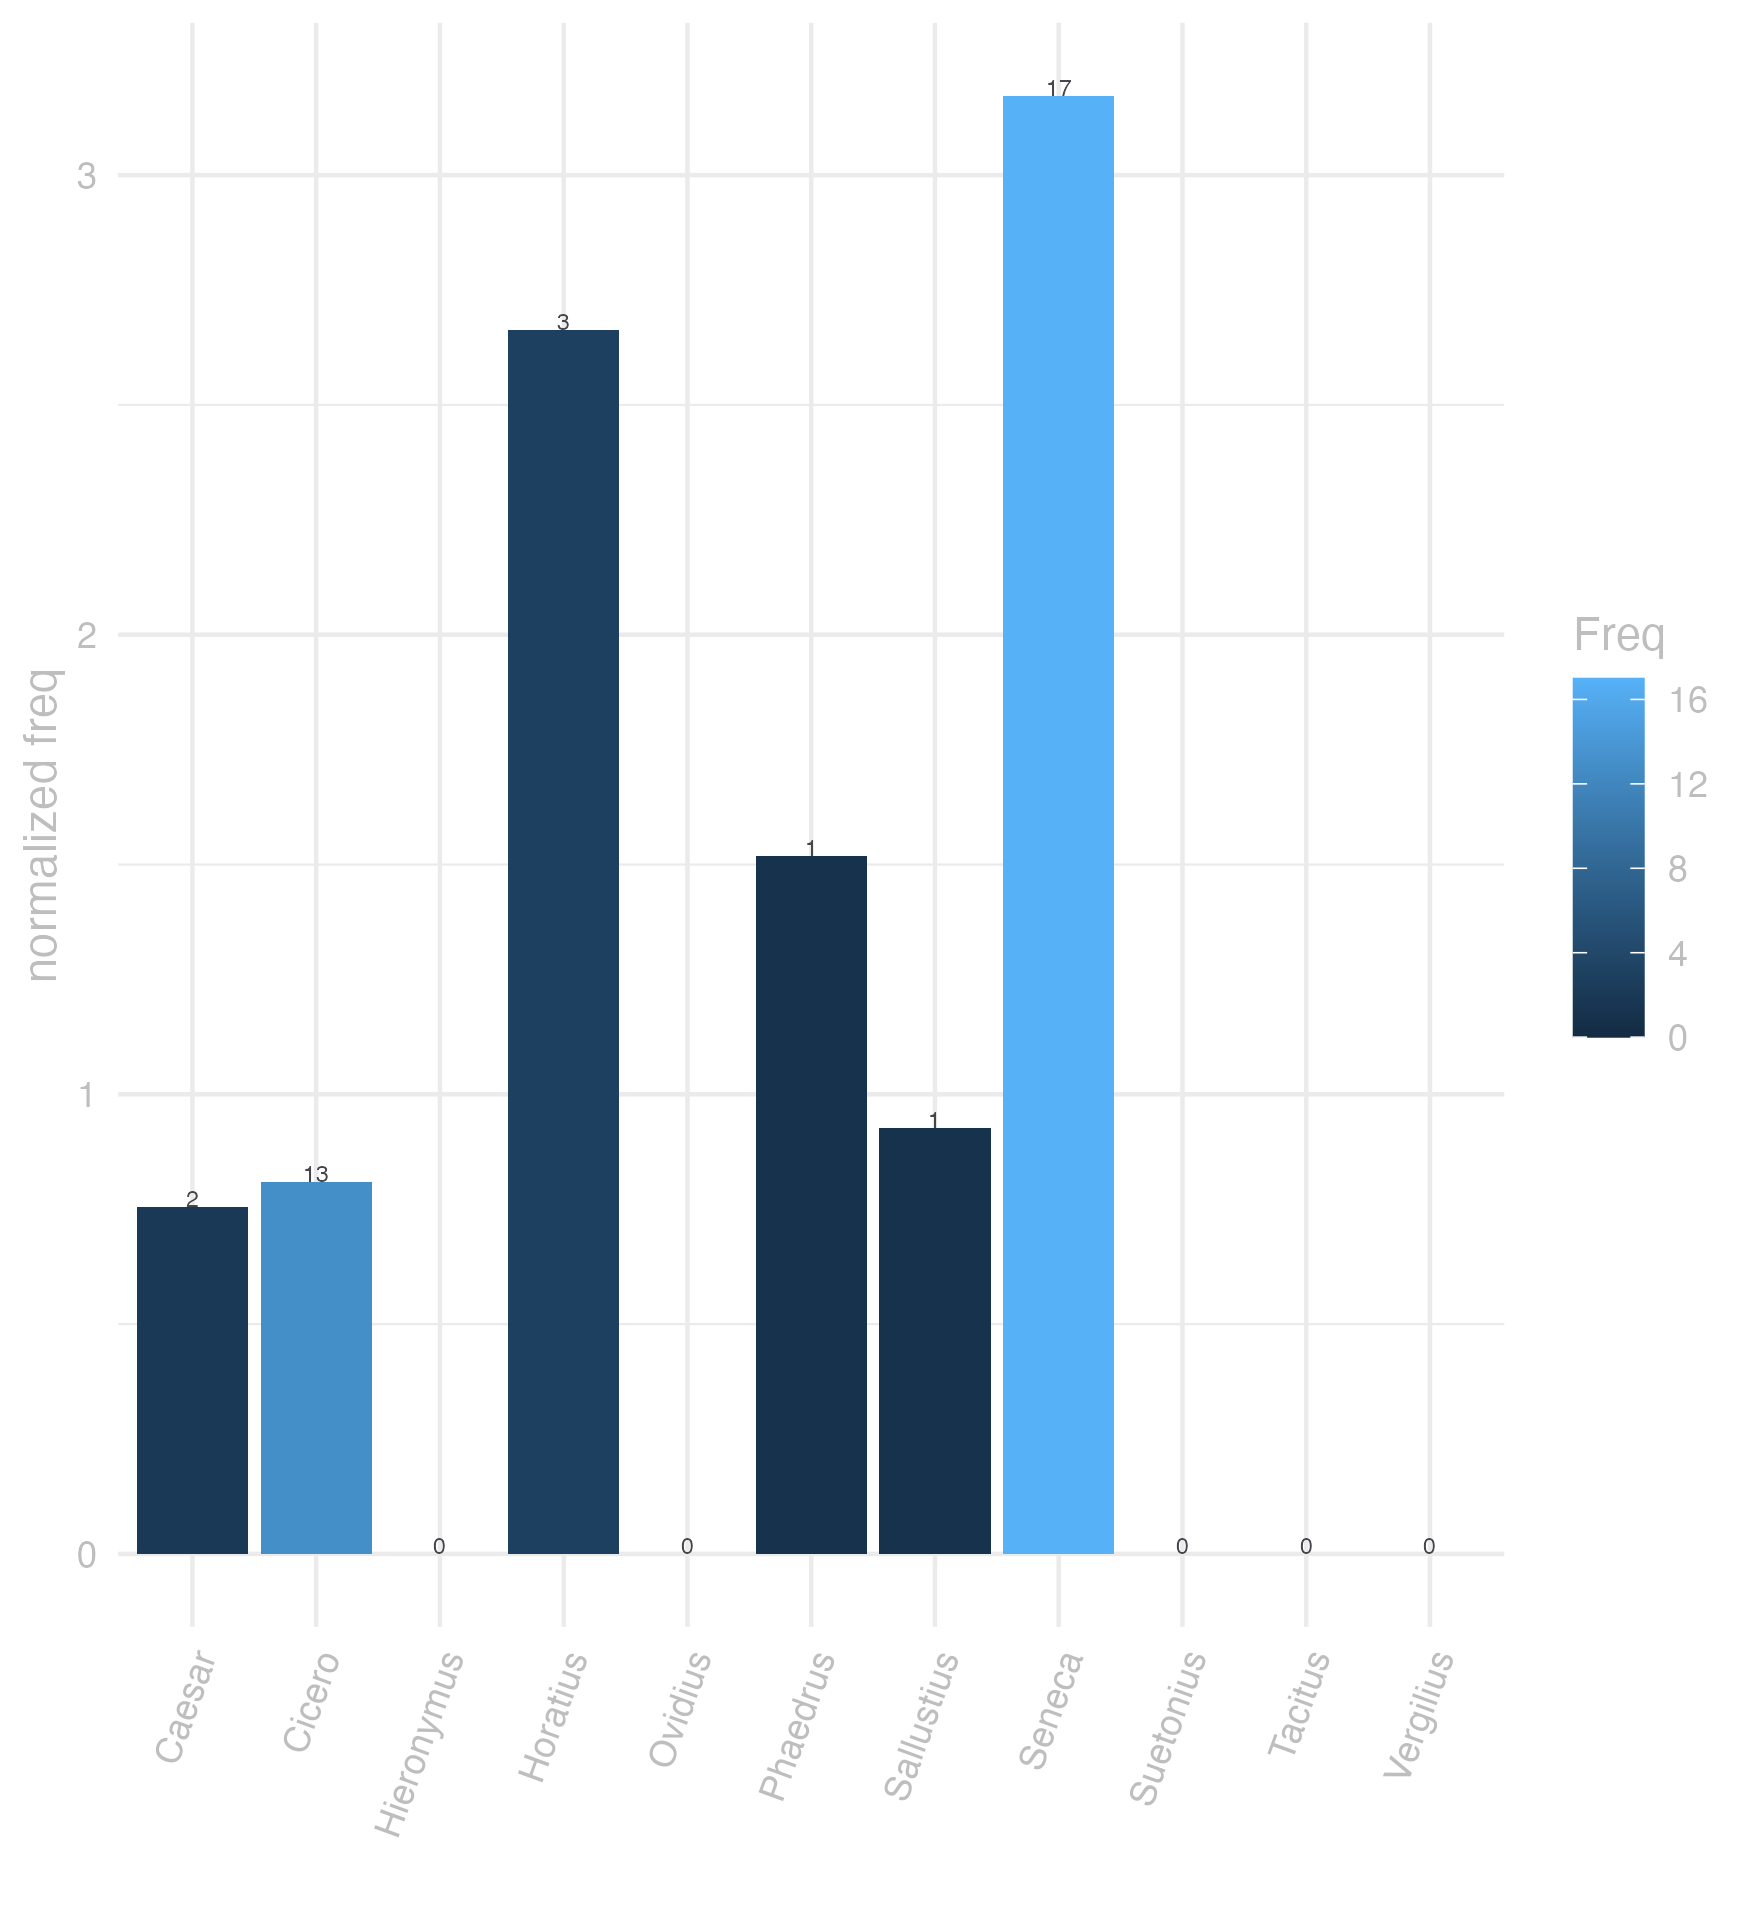 17
3
3
2
Freq
16
12
8
4
0
normalized freq
1
1
1
13
2
0
0
0
0
0
0
Caesar
Cicero
Hieronymus
Horatius
Ovidius
Phaedrus
Sallustius
Seneca
Suetonius
Tacitus
Vergilius